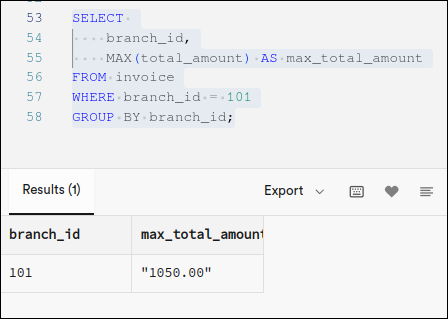 53 SELECT
54 branch_id,
55 MAX(total_amount) AS max_total_amount
56 FROM invoice
57 WHERE branch_id = 101
58 GROUP BY branch_id;
Results (1) Export
branch_id max_total_amount
101 "1050.00"